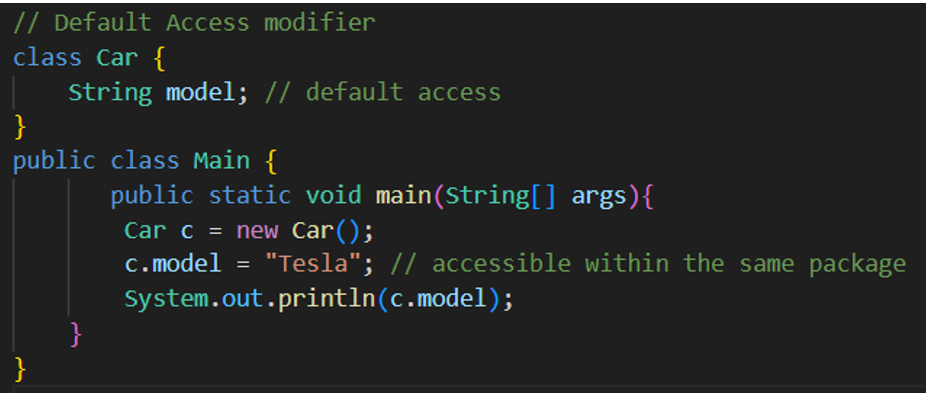 // Default Access modifier
class Car {
    String model; // default access
}
public class Main {
       public static void main(String[] args){
        Car c = new Car();
        c.model = "Tesla"; // accessible within the same package
        System.out.println(c.model);
    }
}